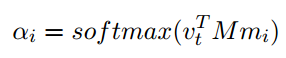 α_i = softmax(v_t^T M m_i)